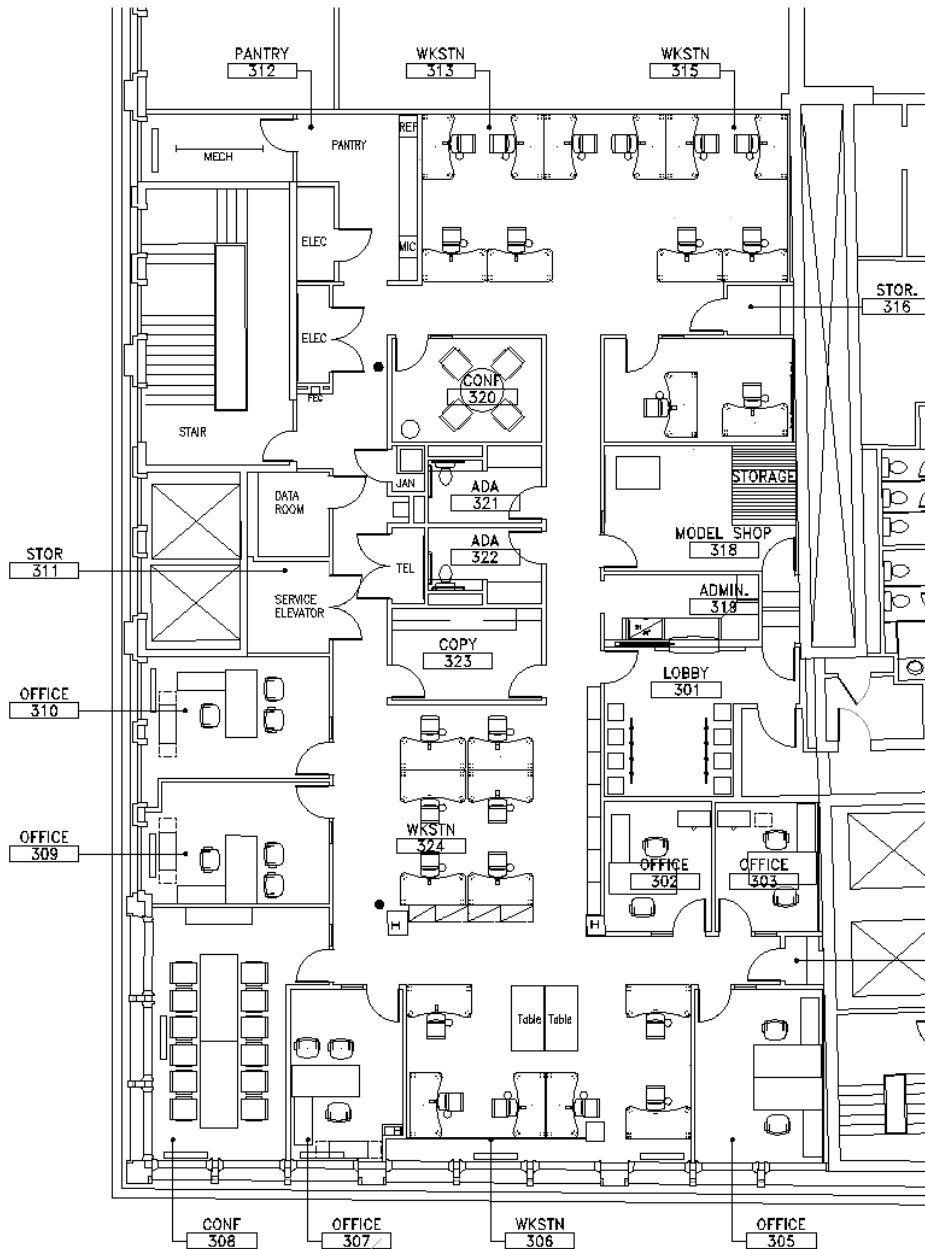 PANTRY
312
WKSTN
313
WKSTN
315
REF
PANTRY
MECH
ELEC
MIC
STOR.
316
ELEC
CONF
320
FEC
STAIR
JAN
STORAGE
ADA
321
DATA
ROOM
MODEL SHOP
318
ADA
322
STOR
311
TEL
SERVICE
ELEVATOR
ADMIN.
319
COPY
323
LOBBY
301
OFFICE
310
WKSTN
324
OFFICE
309
OFFICE
302
OFFICE
303
H
H
Table
Table
CONF
308
OFFICE
307
WKSTN
306
OFFICE
305